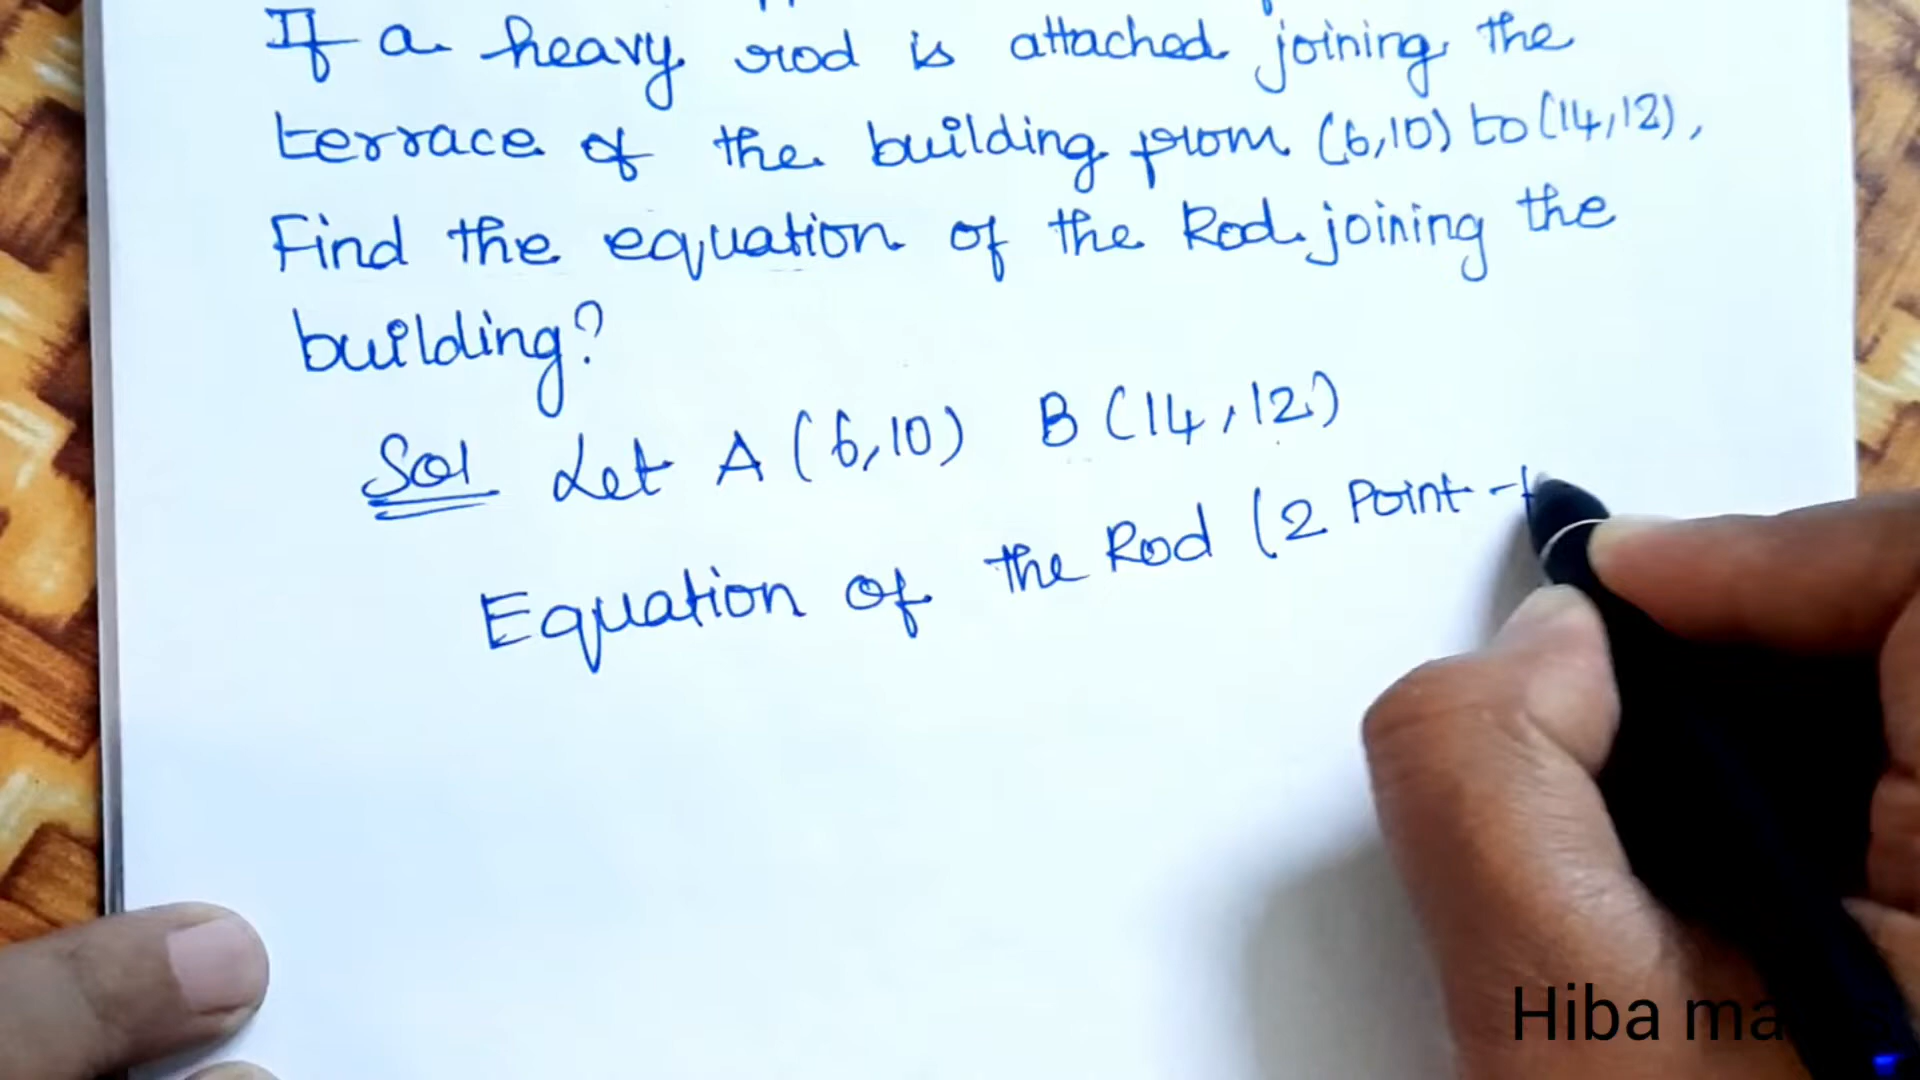 If a heavy rod is attached joining the
terrace of the building from (6,10) to (14,12),
Find the equation of the Rod joining the
building?
Sol Let A (6,10) B (14,12)
Equation of the Rod (2 Point -
Hiba